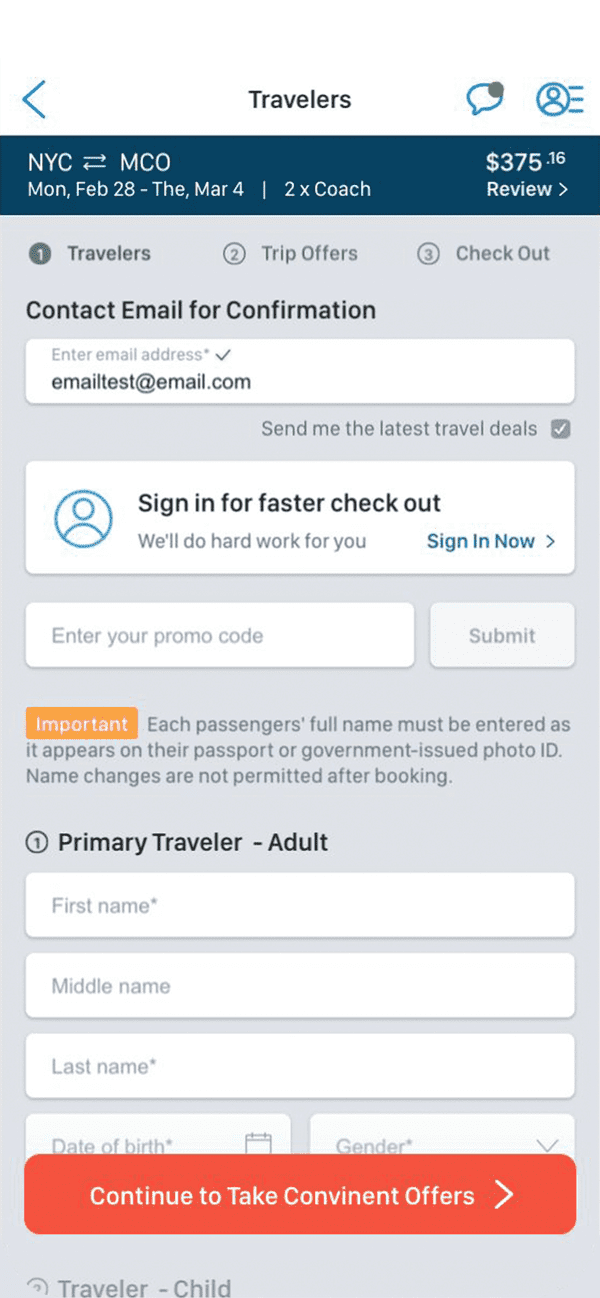 Travelers
NYC ⇄ MCO
$375.16
Mon, Feb 28 - The, Mar 4 | 2 x Coach
Review >
1 Travelers
2 Trip Offers
3 Check Out
Contact Email for Confirmation
Enter email address*
emailtest@email.com
Send me the latest travel deals
Sign in for faster check out
We'll do hard work for you
Sign In Now >
Enter your promo code
Submit
Important Each passengers' full name must be entered as
it appears on their passport or government-issued photo ID.
Name changes are not permitted after booking.
1 Primary Traveler - Adult
First name*
Middle name
Last name*
Date of birth*
Gender*
Continue to Take Convinent Offers
2 Traveler - Child